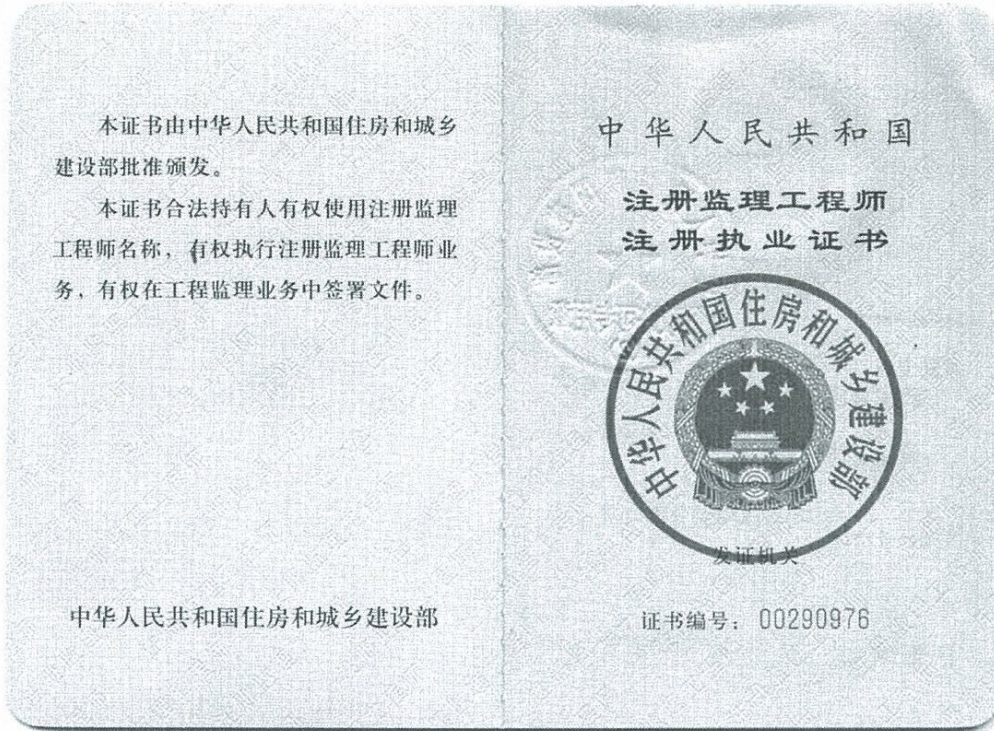 本证书由中华人民共和国住房和城乡
建设部批准颁发。
本证书合法持有人有权使用注册监理
工程师名称，有权执行注册监理工程师业
务，有权在工程监理业务中签署文件。
中华人民共和国住房和城乡建设部
中华人民共和国
注册监理工程师
注册执业证书
中华人民共和国住房和城乡建设部
发证机关
证书编号：00290976